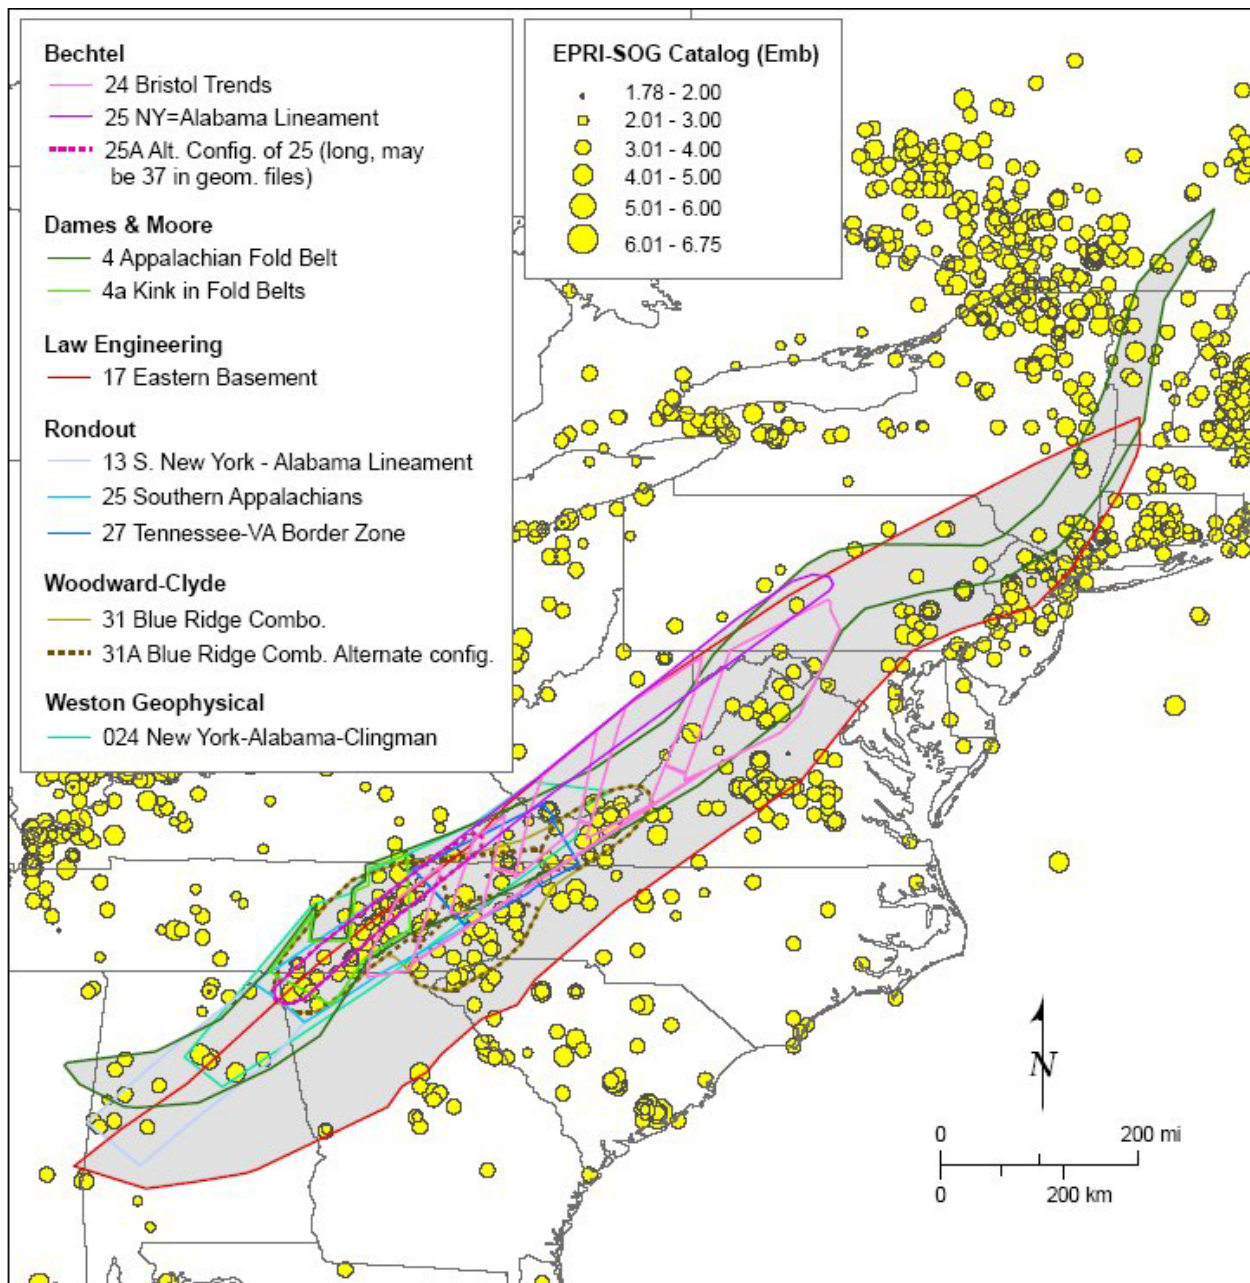 Bechtel
24 Bristol Trends
25 NY=Alabama Lineament
25A Alt. Config. of 25 (long, may
be 37 in geom. files)
Dames & Moore
4 Appalachian Fold Belt
4a Kink in Fold Belts
Law Engineering
17 Eastern Basement
Rondout
13 S. New York - Alabama Lineament
25 Southern Appalachians
27 Tennessee-VA Border Zone
Woodward-Clyde
31 Blue Ridge Combo.
31A Blue Ridge Comb. Alternate config.
Weston Geophysical
024 New York-Alabama-Clingman
EPRI-SOG Catalog (Emb)
1.78 - 2.00
2.01 - 3.00
3.01 - 4.00
4.01 - 5.00
5.01 - 6.00
6.01 - 6.75
N
0 200 mi
0 200 km